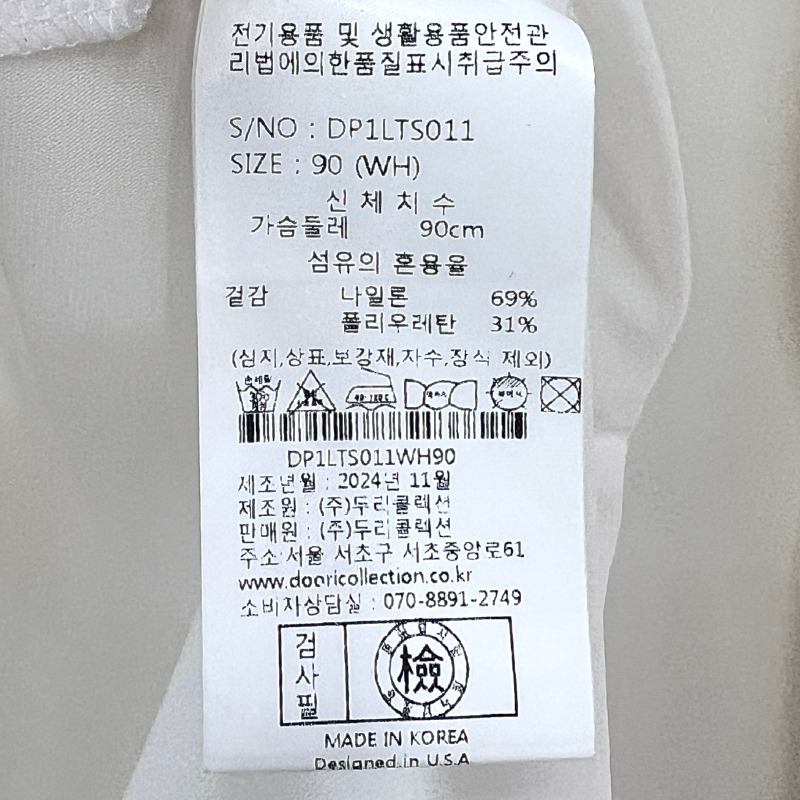 전기용품 및 생활용품안전관
리법에의한품질표시취급주의
S/NO : DP1LTS011
SIZE : 90 (WH)
신체치수
가슴둘레 90cm
섬유의 혼용율
겉감 나일론 69%
폴리우레탄 31%
(심지,상표,보강재,자수,장식 제외)
손세탁
DP1LTS011WH90
제조년월 : 2024년 11월
제조원 : (주)두리콜렉션
판매원 : (주)두리콜렉션
주소:서울 서초구 서초중앙로61
www.dooricollection.co.kr
소비자상담실 : 070-8891-2749
검
사
필
檢
MADE IN KOREA
Designed in U.S.A